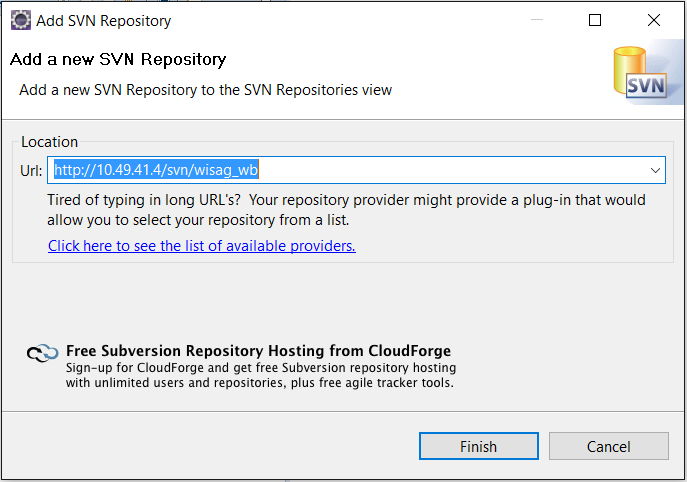 Add SVN Repository
Add a new SVN Repository
Add a new SVN Repository to the SVN Repositories view
SVN
Location
Url: http://10.49.41.4/svn/wisag_wb
Tired of typing in long URL's? Your repository provider might provide a plug-in that would
allow you to select your repository from a list.
Click here to see the list of available providers.
Free Subversion Repository Hosting from CloudForge
Sign-up for CloudForge and get free Subversion repository hosting
with unlimited users and repositories, plus free agile tracker tools.
Finish Cancel